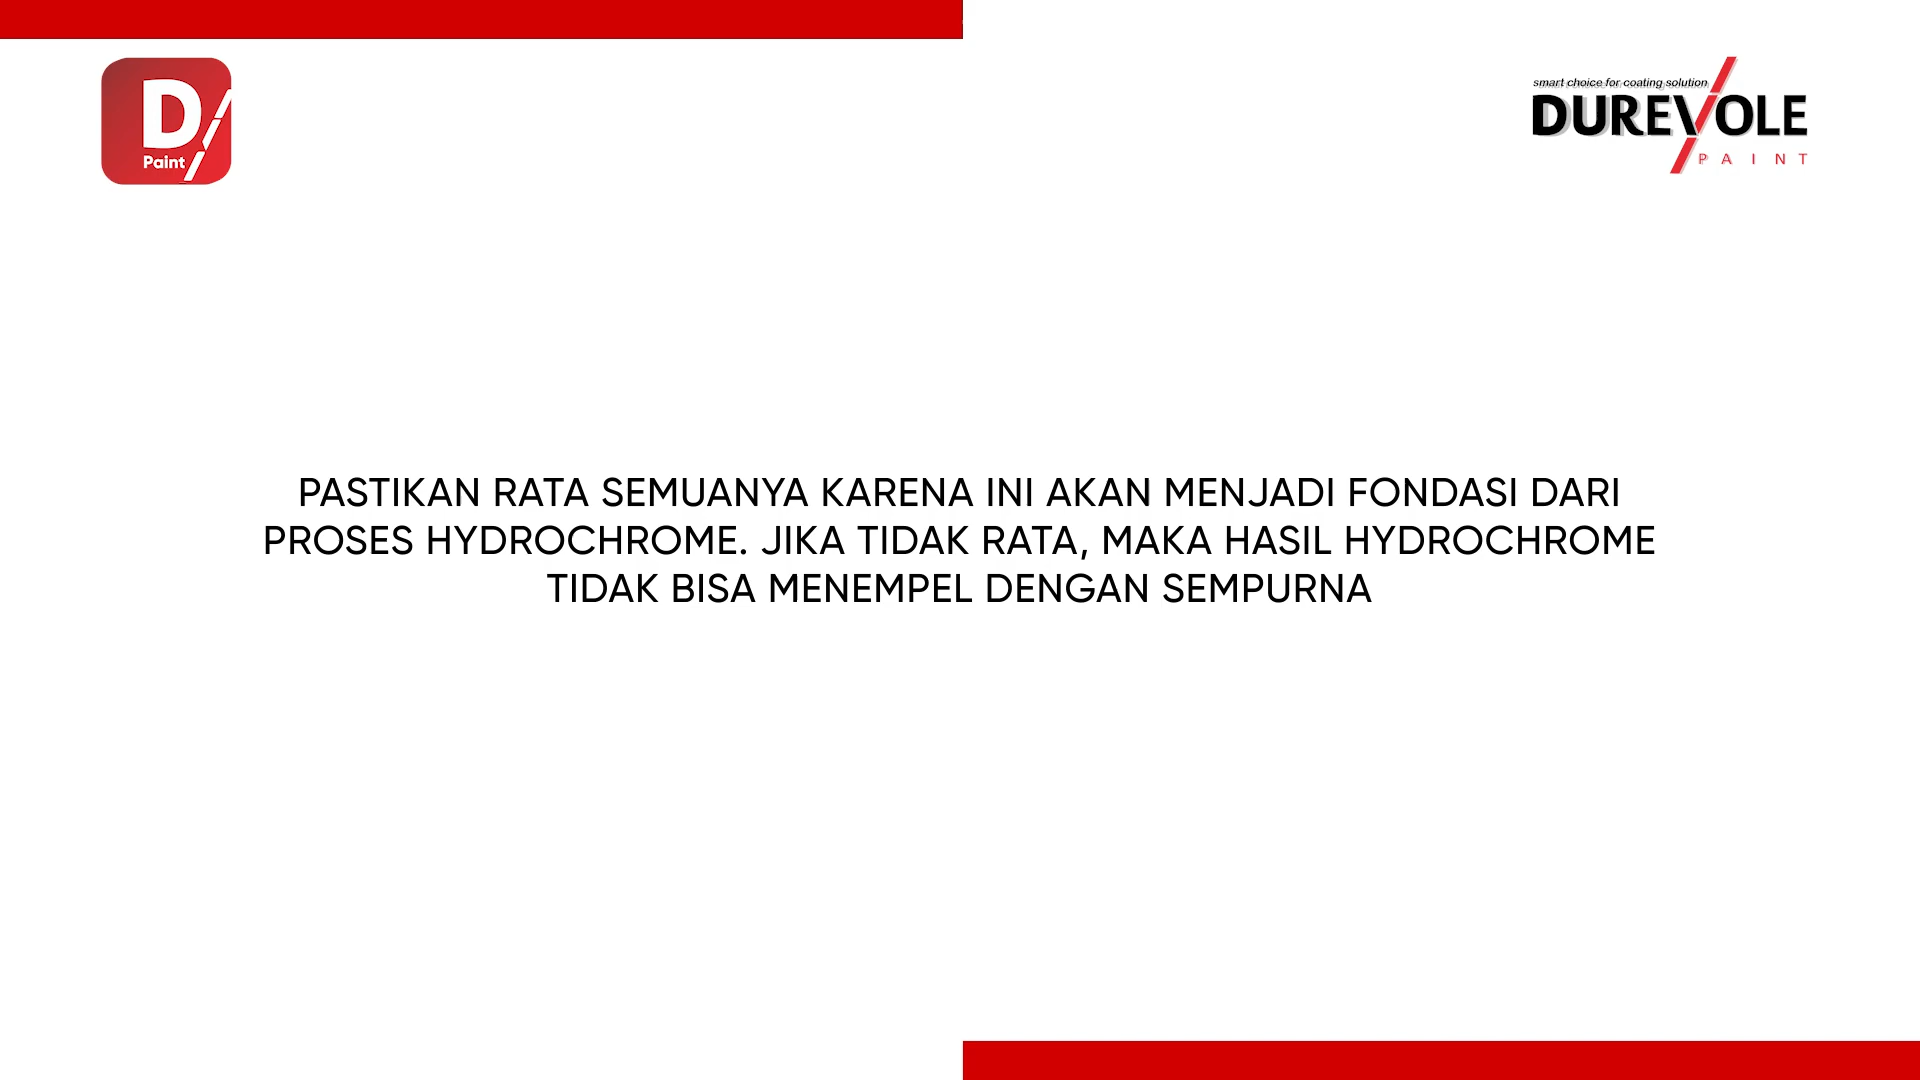 D
Paint
smart choice for coating solution
DUREVOLE
PAINT
PASTIKAN RATA SEMUANYA KARENA INI AKAN MENJADI FONDASI DARI
PROSES HYDROCHROME. JIKA TIDAK RATA, MAKA HASIL HYDROCHROME
TIDAK BISA MENEMPEL DENGAN SEMPURNA